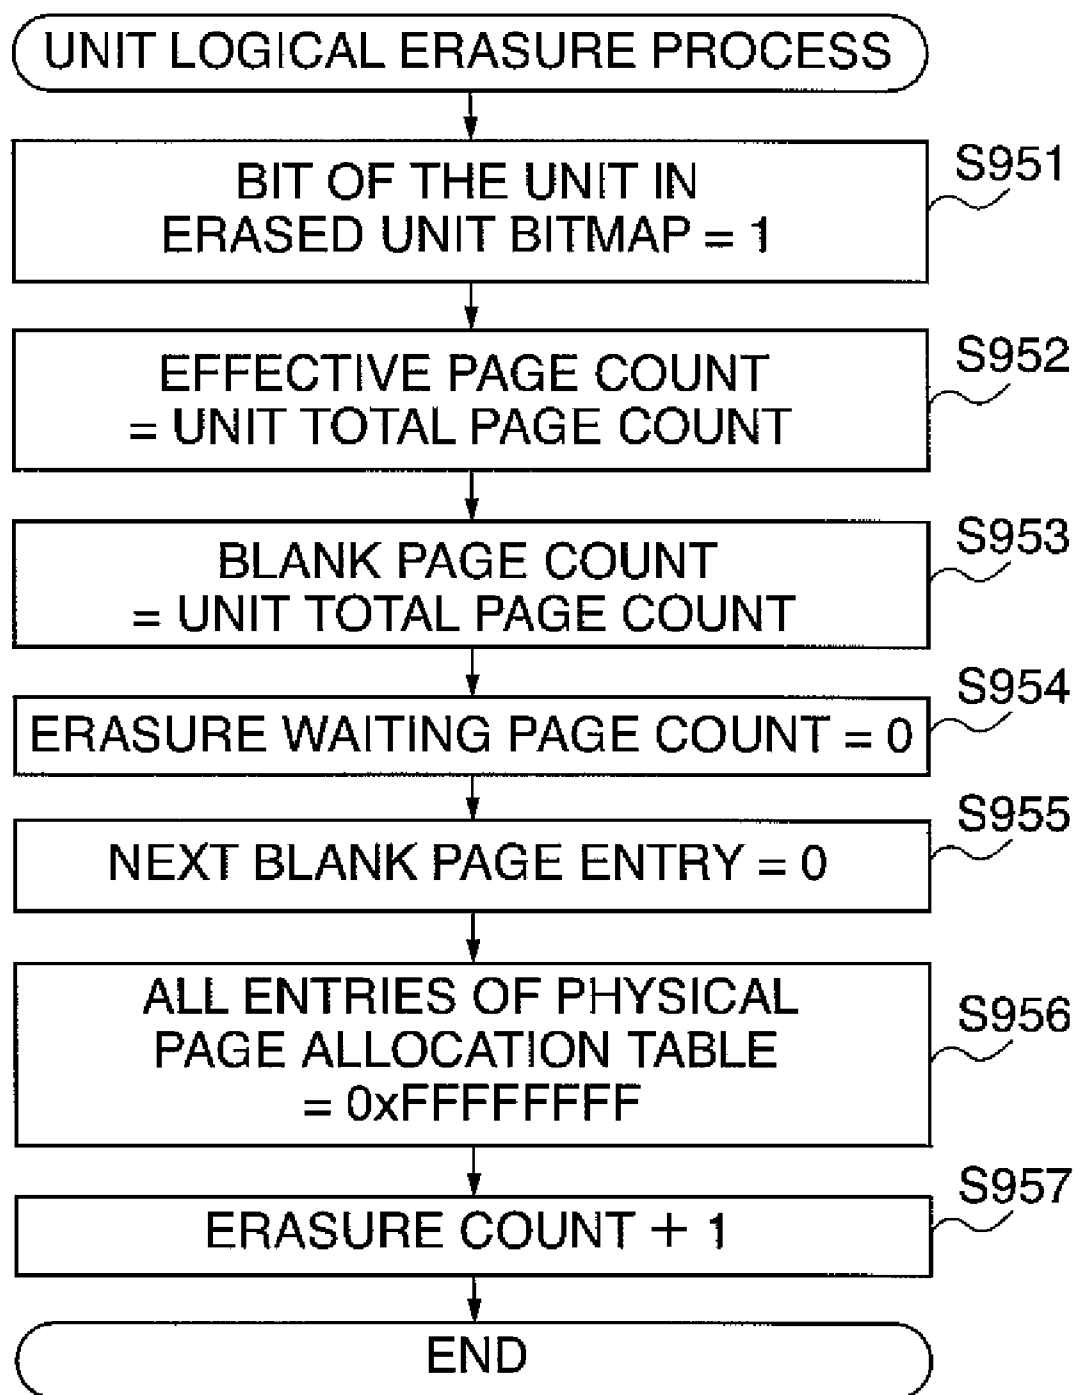 UNIT LOGICAL ERASURE PROCESS
S951
BIT OF THE UNIT IN
ERASED UNIT BITMAP = 1
S952
EFFECTIVE PAGE COUNT
= UNIT TOTAL PAGE COUNT
S953
BLANK PAGE COUNT
= UNIT TOTAL PAGE COUNT
S954
ERASURE WAITING PAGE COUNT = 0
S955
NEXT BLANK PAGE ENTRY = 0
S956
ALL ENTRIES OF PHYSICAL
PAGE ALLOCATION TABLE
= 0xFFFFFFFF
S957
ERASURE COUNT + 1
END